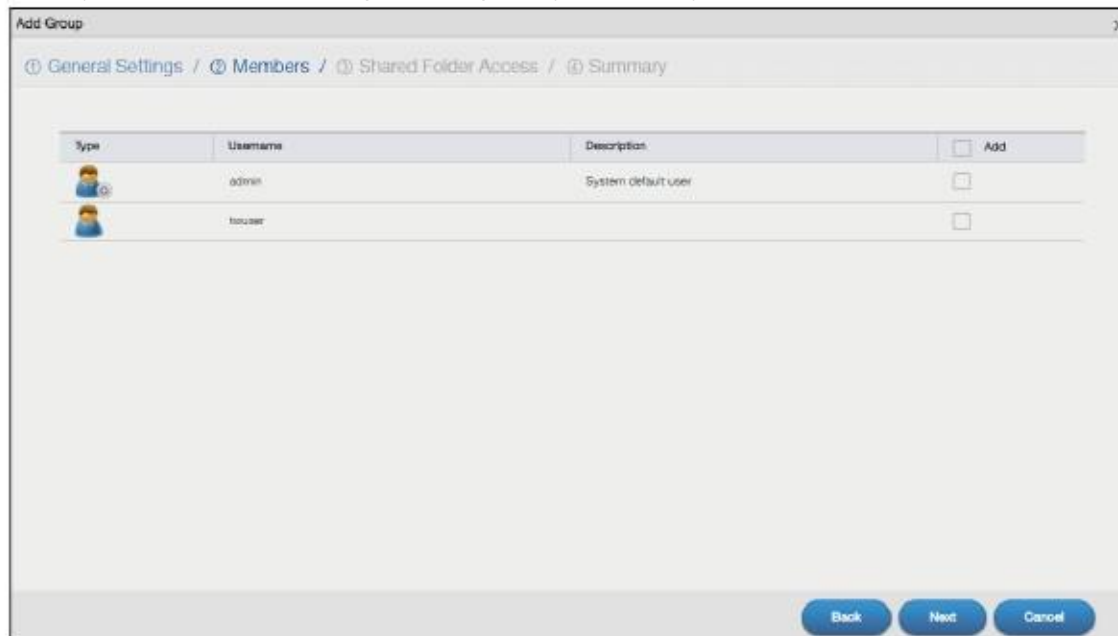 Add Group
① General Settings / ② Members / ③ Shared Folder Access / ④ Summary
Type Username Description Add
admin System default user
Back Next Cancel